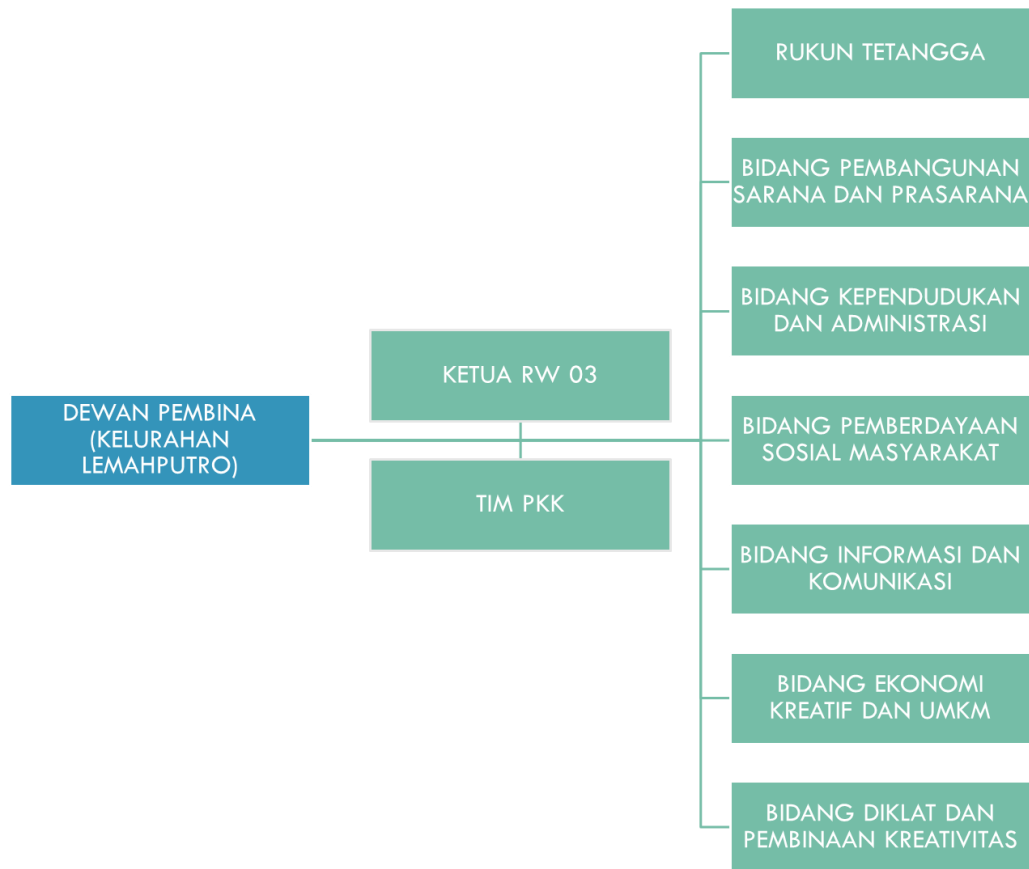 DEWAN PEMBINA
(KELURAHAN
LEMAHPUTRO)
KETUA RW 03
TIM PKK
RUKUN TETANGGA
BIDANG PEMBANGUNAN
SARANA DAN PRASARANA
BIDANG KEPENDUDUKAN
DAN ADMINISTRASI
BIDANG PEMBERDAYAAN
SOSIAL MASYARAKAT
BIDANG INFORMASI DAN
KOMUNIKASI
BIDANG EKONOMI
KREATIF DAN UMKM
BIDANG DIKLAT DAN
PEMBINAAN KREATIVITAS